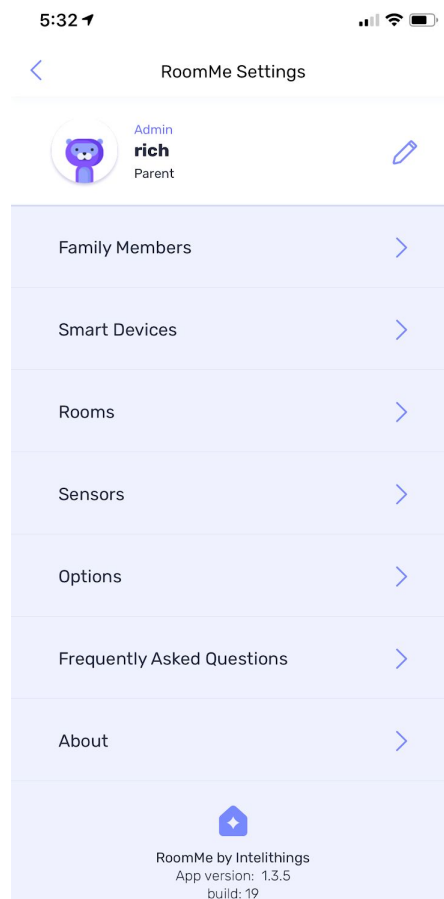 5:32
RoomMe Settings
Admin
rich
Parent
Family Members
Smart Devices
Rooms
Sensors
Options
Frequently Asked Questions
About
RoomMe by Intelithings
App version: 1.3.5
build: 19